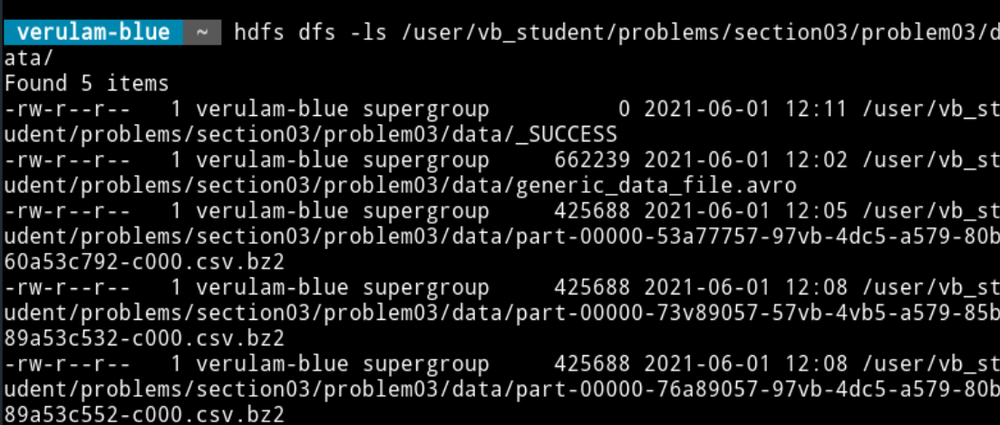 verulam-blue ~ hdfs dfs -ls /user/vb_student/problems/section03/problem03/d
ata/
Found 5 items
-rw-r--r--   1 verulam-blue supergroup          0 2021-06-01 12:11 /user/vb_st
udent/problems/section03/problem03/data/_SUCCESS
-rw-r--r--   1 verulam-blue supergroup     662239 2021-06-01 12:02 /user/vb_st
udent/problems/section03/problem03/data/generic_data_file.avro
-rw-r--r--   1 verulam-blue supergroup     425688 2021-06-01 12:05 /user/vb_st
udent/problems/section03/problem03/data/part-00000-53a77757-97vb-4dc5-a579-80b
60a53c792-c000.csv.bz2
-rw-r--r--   1 verulam-blue supergroup     425688 2021-06-01 12:08 /user/vb_st
udent/problems/section03/problem03/data/part-00000-73v89057-57vb-4vb5-a579-85b
89a53c532-c000.csv.bz2
-rw-r--r--   1 verulam-blue supergroup     425688 2021-06-01 12:08 /user/vb_st
udent/problems/section03/problem03/data/part-00000-76a89057-97vb-4dc5-a579-80b
89a53c552-c000.csv.bz2